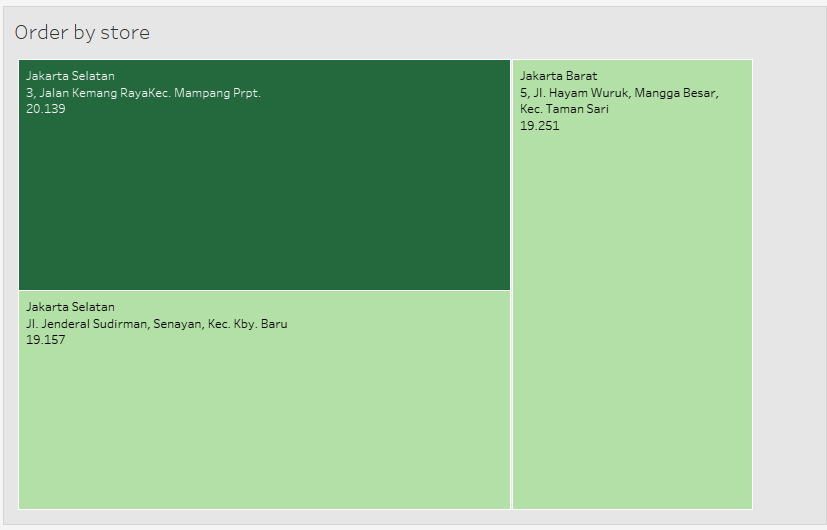 Order by store
Jakarta Selatan
3, Jalan Kemang RayaKec. Mampang Prpt.
20.139
Jakarta Barat
5, Jl. Hayam Wuruk, Mangga Besar,
Kec. Taman Sari
19.251
Jakarta Selatan
Jl. Jenderal Sudirman, Senayan, Kec. Kby. Baru
19.157